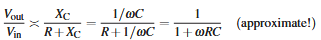 V_out / V_in ≍ X_C / (R + X_C) = (1/ωC) / (R + 1/ωC) = 1 / (1 + ωRC) (approximate!)